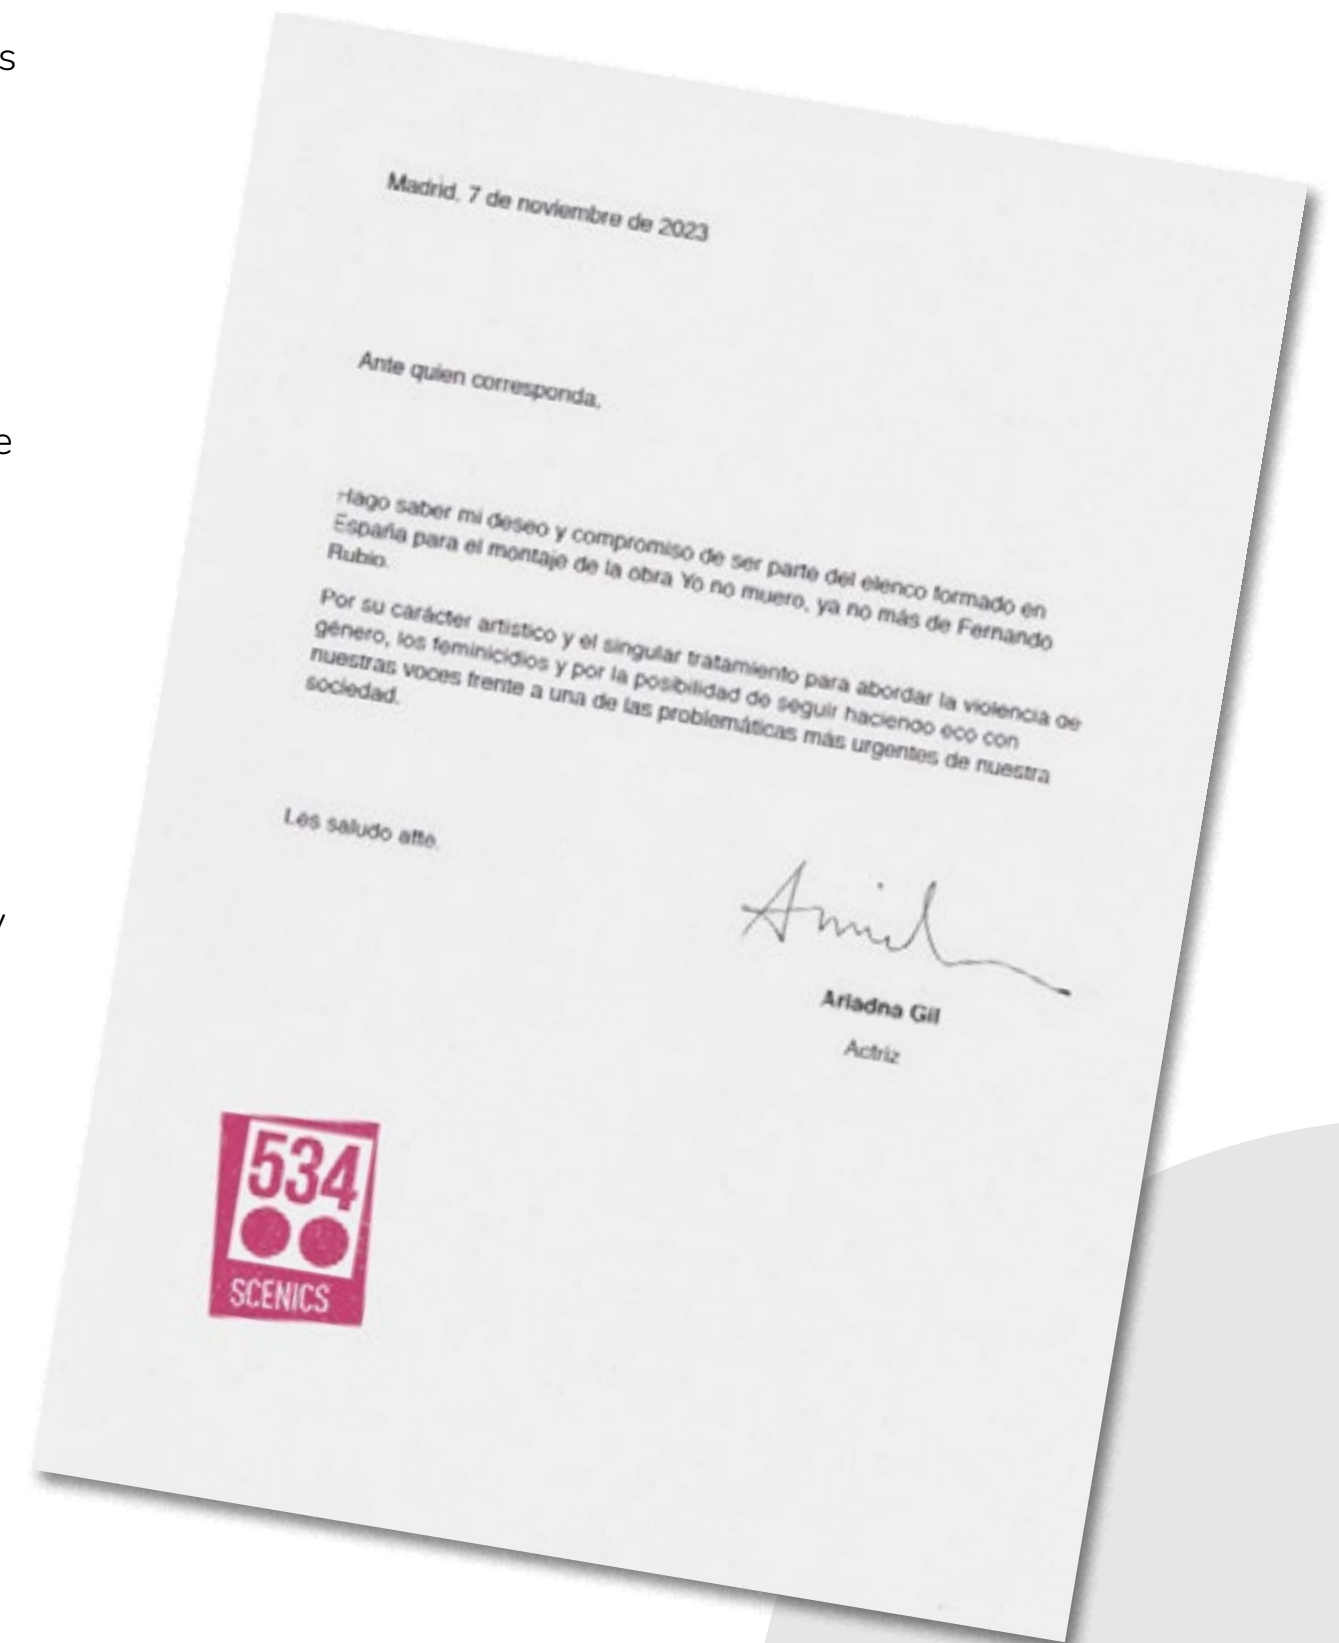 s
e
y
Madrid, 7 de noviembre de 2023
Ante quien corresponda.
Hago saber mi deseo y compromiso de ser parte del elenco formado en
España para el montaje de la obra Yo no muero, ya no más de Fernando
Rubio.
Por su carácter artístico y el singular tratamiento para abordar la violencia de
género, los feminicidios y por la posibilidad de seguir haciendo eco con
nuestras voces frente a una de las problemáticas más urgentes de nuestra
sociedad.
Les saludo atte.
Ariadna Gil
Actriz
534
SCENICS